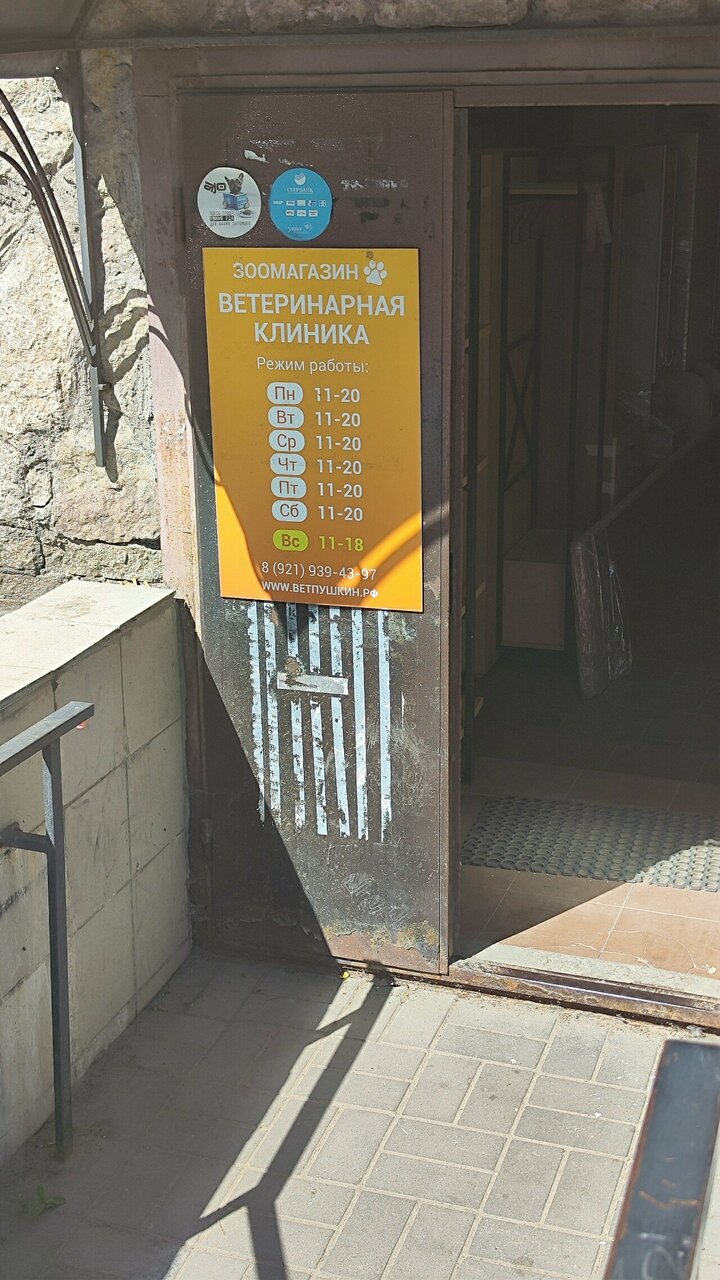 СБЕРБАНК
ЗООМАГАЗИН
ВЕТЕРИНАРНАЯ
КЛИНИКА
Режим работы:
Пн 11-20
Вт 11-20
Ср 11-20
Чт 11-20
Пт 11-20
Сб 11-20
Вс 11-18
8 (921) 939-43-97
WWW.ВЕТПУШКИН.РФ